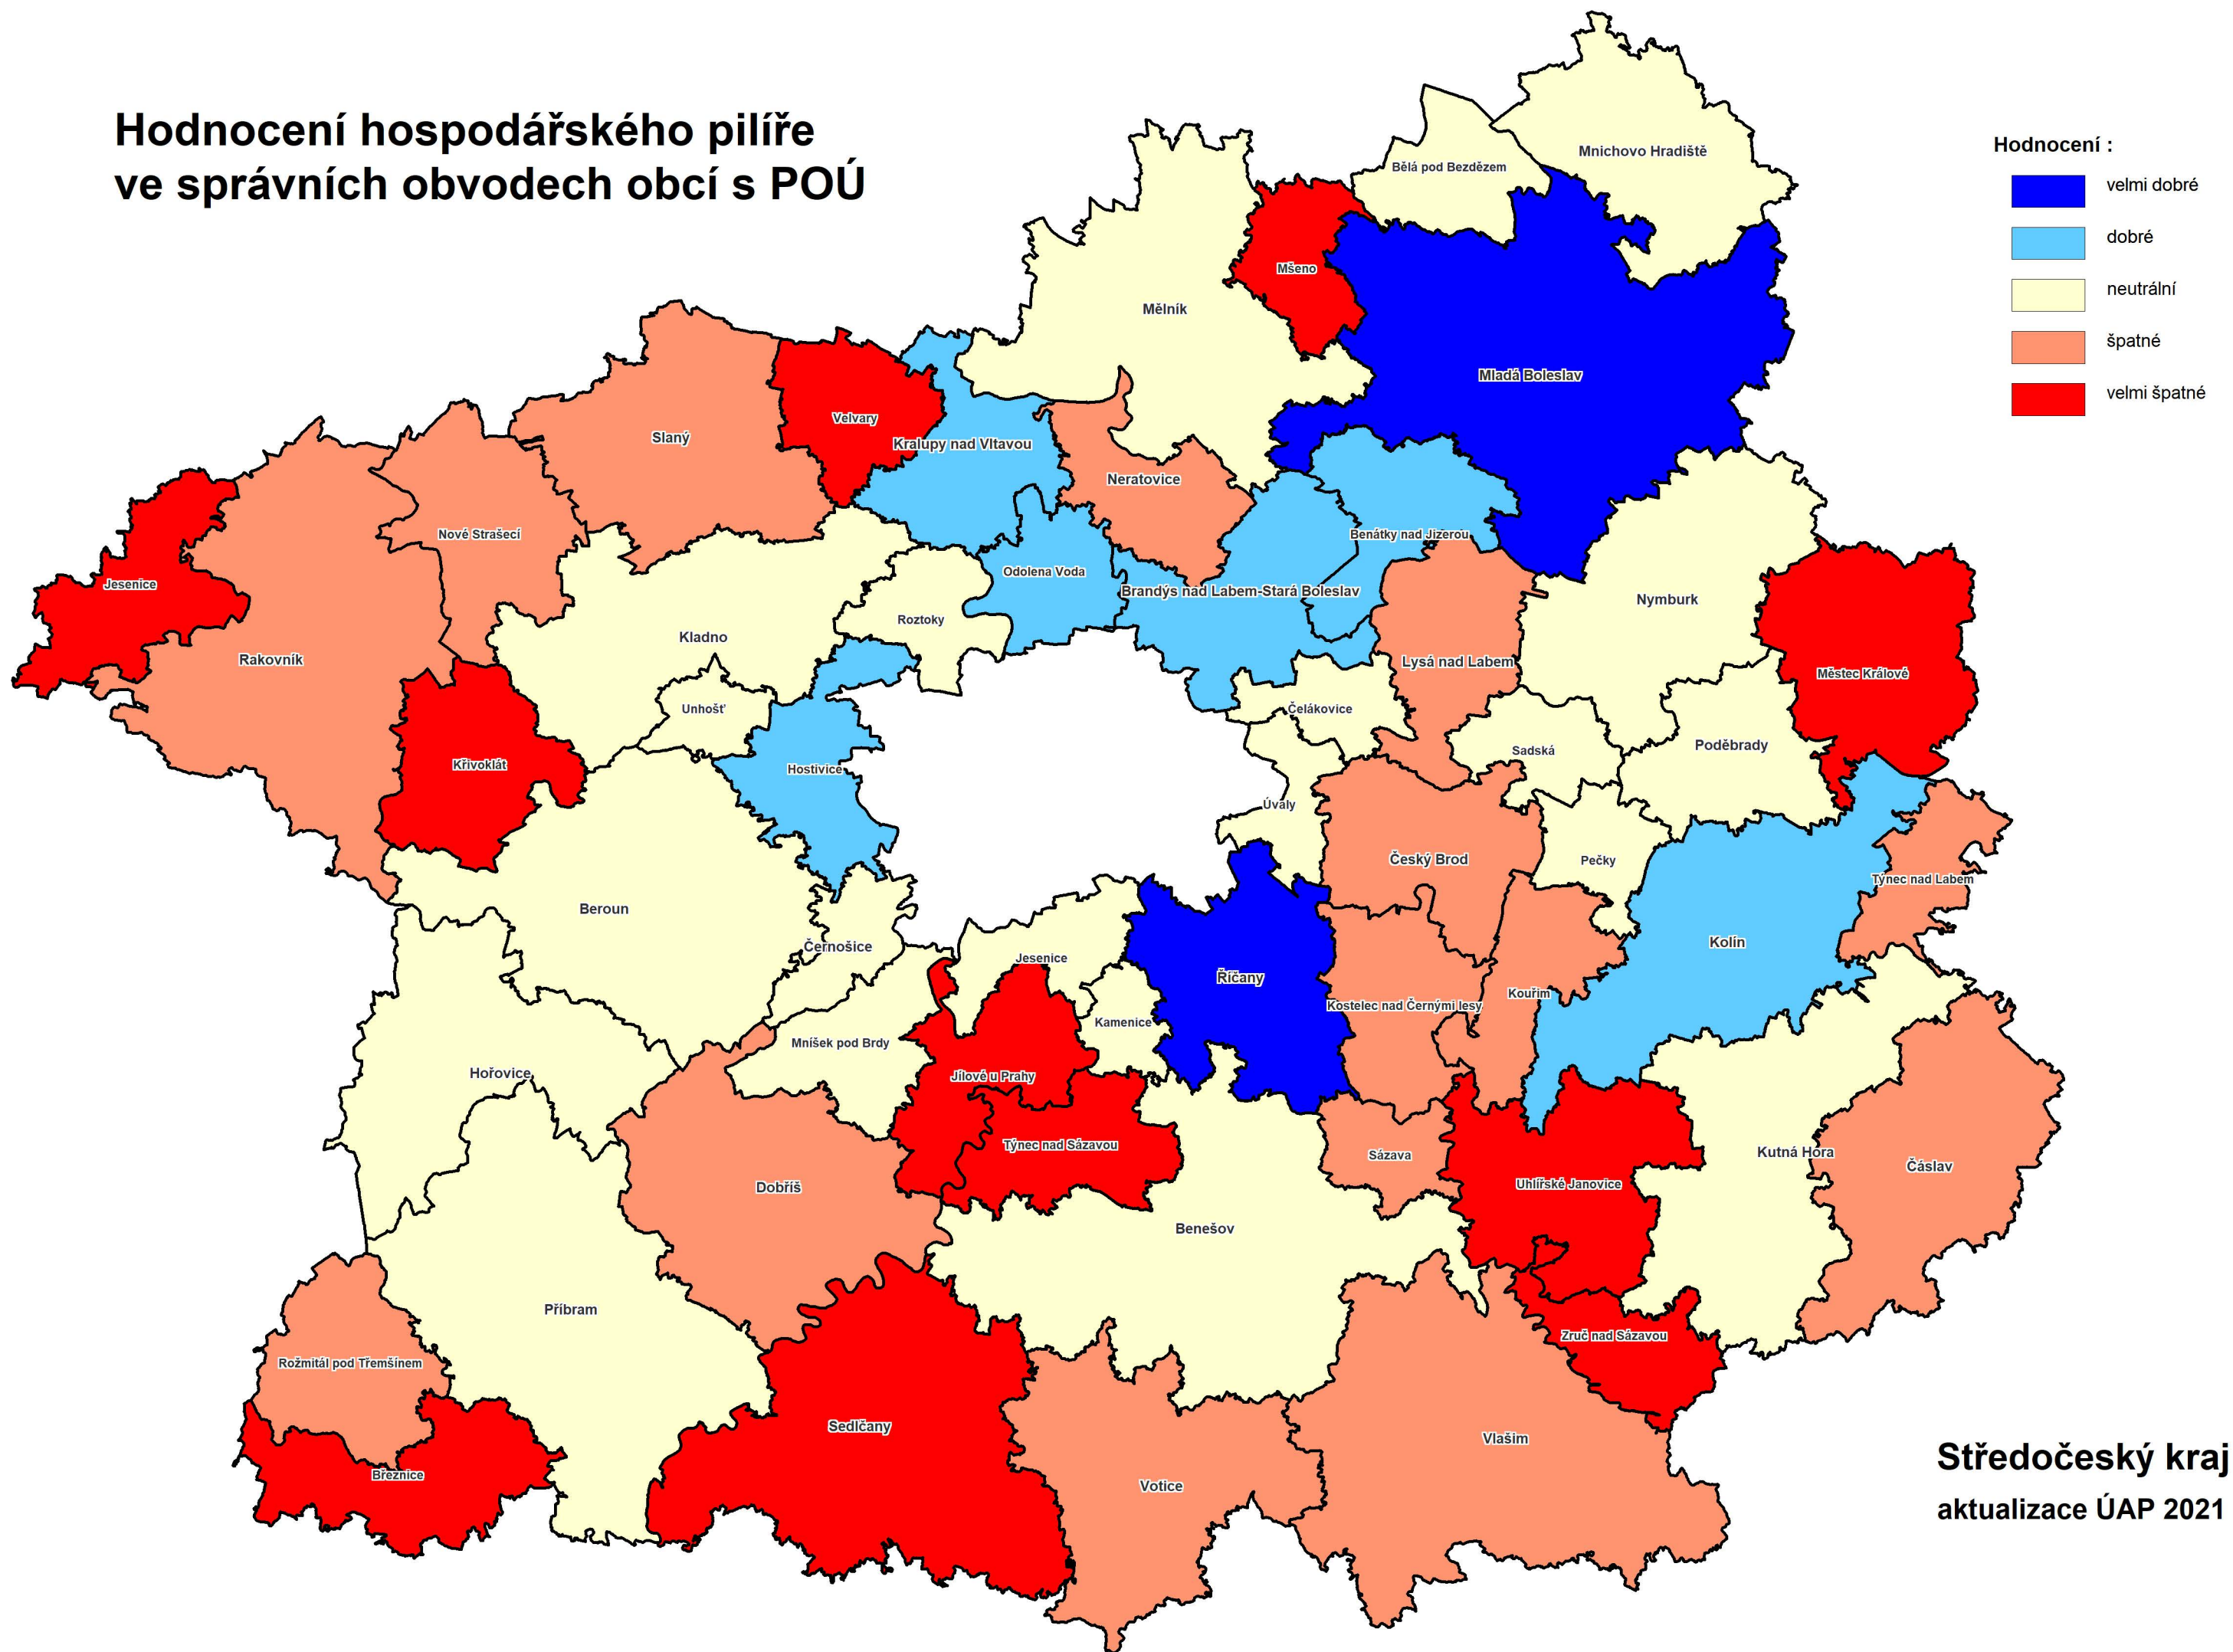 Hodnocení hospodářského pilíře
ve správních obvodech obcí s POÚ
Hodnocení :
velmi dobré
dobré
neutrální
špatné
velmi špatné
Mnichovo Hradiště
Bělá pod Bezdězem
Mšeno
Mělník
Mladá Boleslav
Velvary
Slaný
Kralupy nad Vltavou
Neratovice
Nové Strašecí
Benátky nad Jizerou
Odolena Voda
Jesenice
Brandýs nad Labem-Stará Boleslav
Nymburk
Roztoky
Kladno
Rakovník
Lysá nad Labem
Městec Králové
Unhošť
Čelákovice
Poděbrady
Sadská
Křivoklát
Hostivice
Úvaly
Český Brod
Pečky
Týnec nad Labem
Beroun
Kolín
Černošice
Jesenice
Říčany
Kouřim
Kostelec nad Černými lesy
Kamenice
Mníšek pod Brdy
Hořovice
Jílové u Prahy
Týnec nad Sázavou
Kutná Hora
Sázava
Čáslav
Uhlířské Janovice
Dobříš
Benešov
Příbram
Zruč nad Sázavou
Rožmitál pod Třemšínem
Sedlčany
Vlašim
Březnice
Votice
Středočeský kraj
aktualizace ÚAP 2021